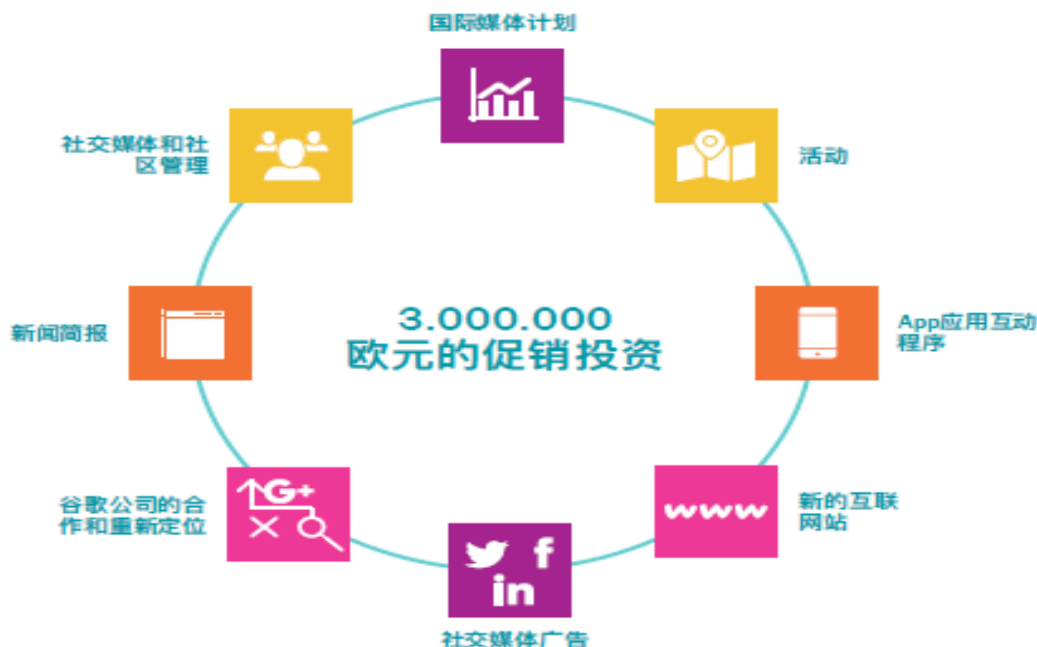 国际媒体计划
社交媒体和社
区管理
活动
3.000.000
欧元的促销投资
新闻简报
App应用互动
程序
谷歌公司的合
作和重新定位
G+
www
新的互联
网站
f
in
社交媒体广告